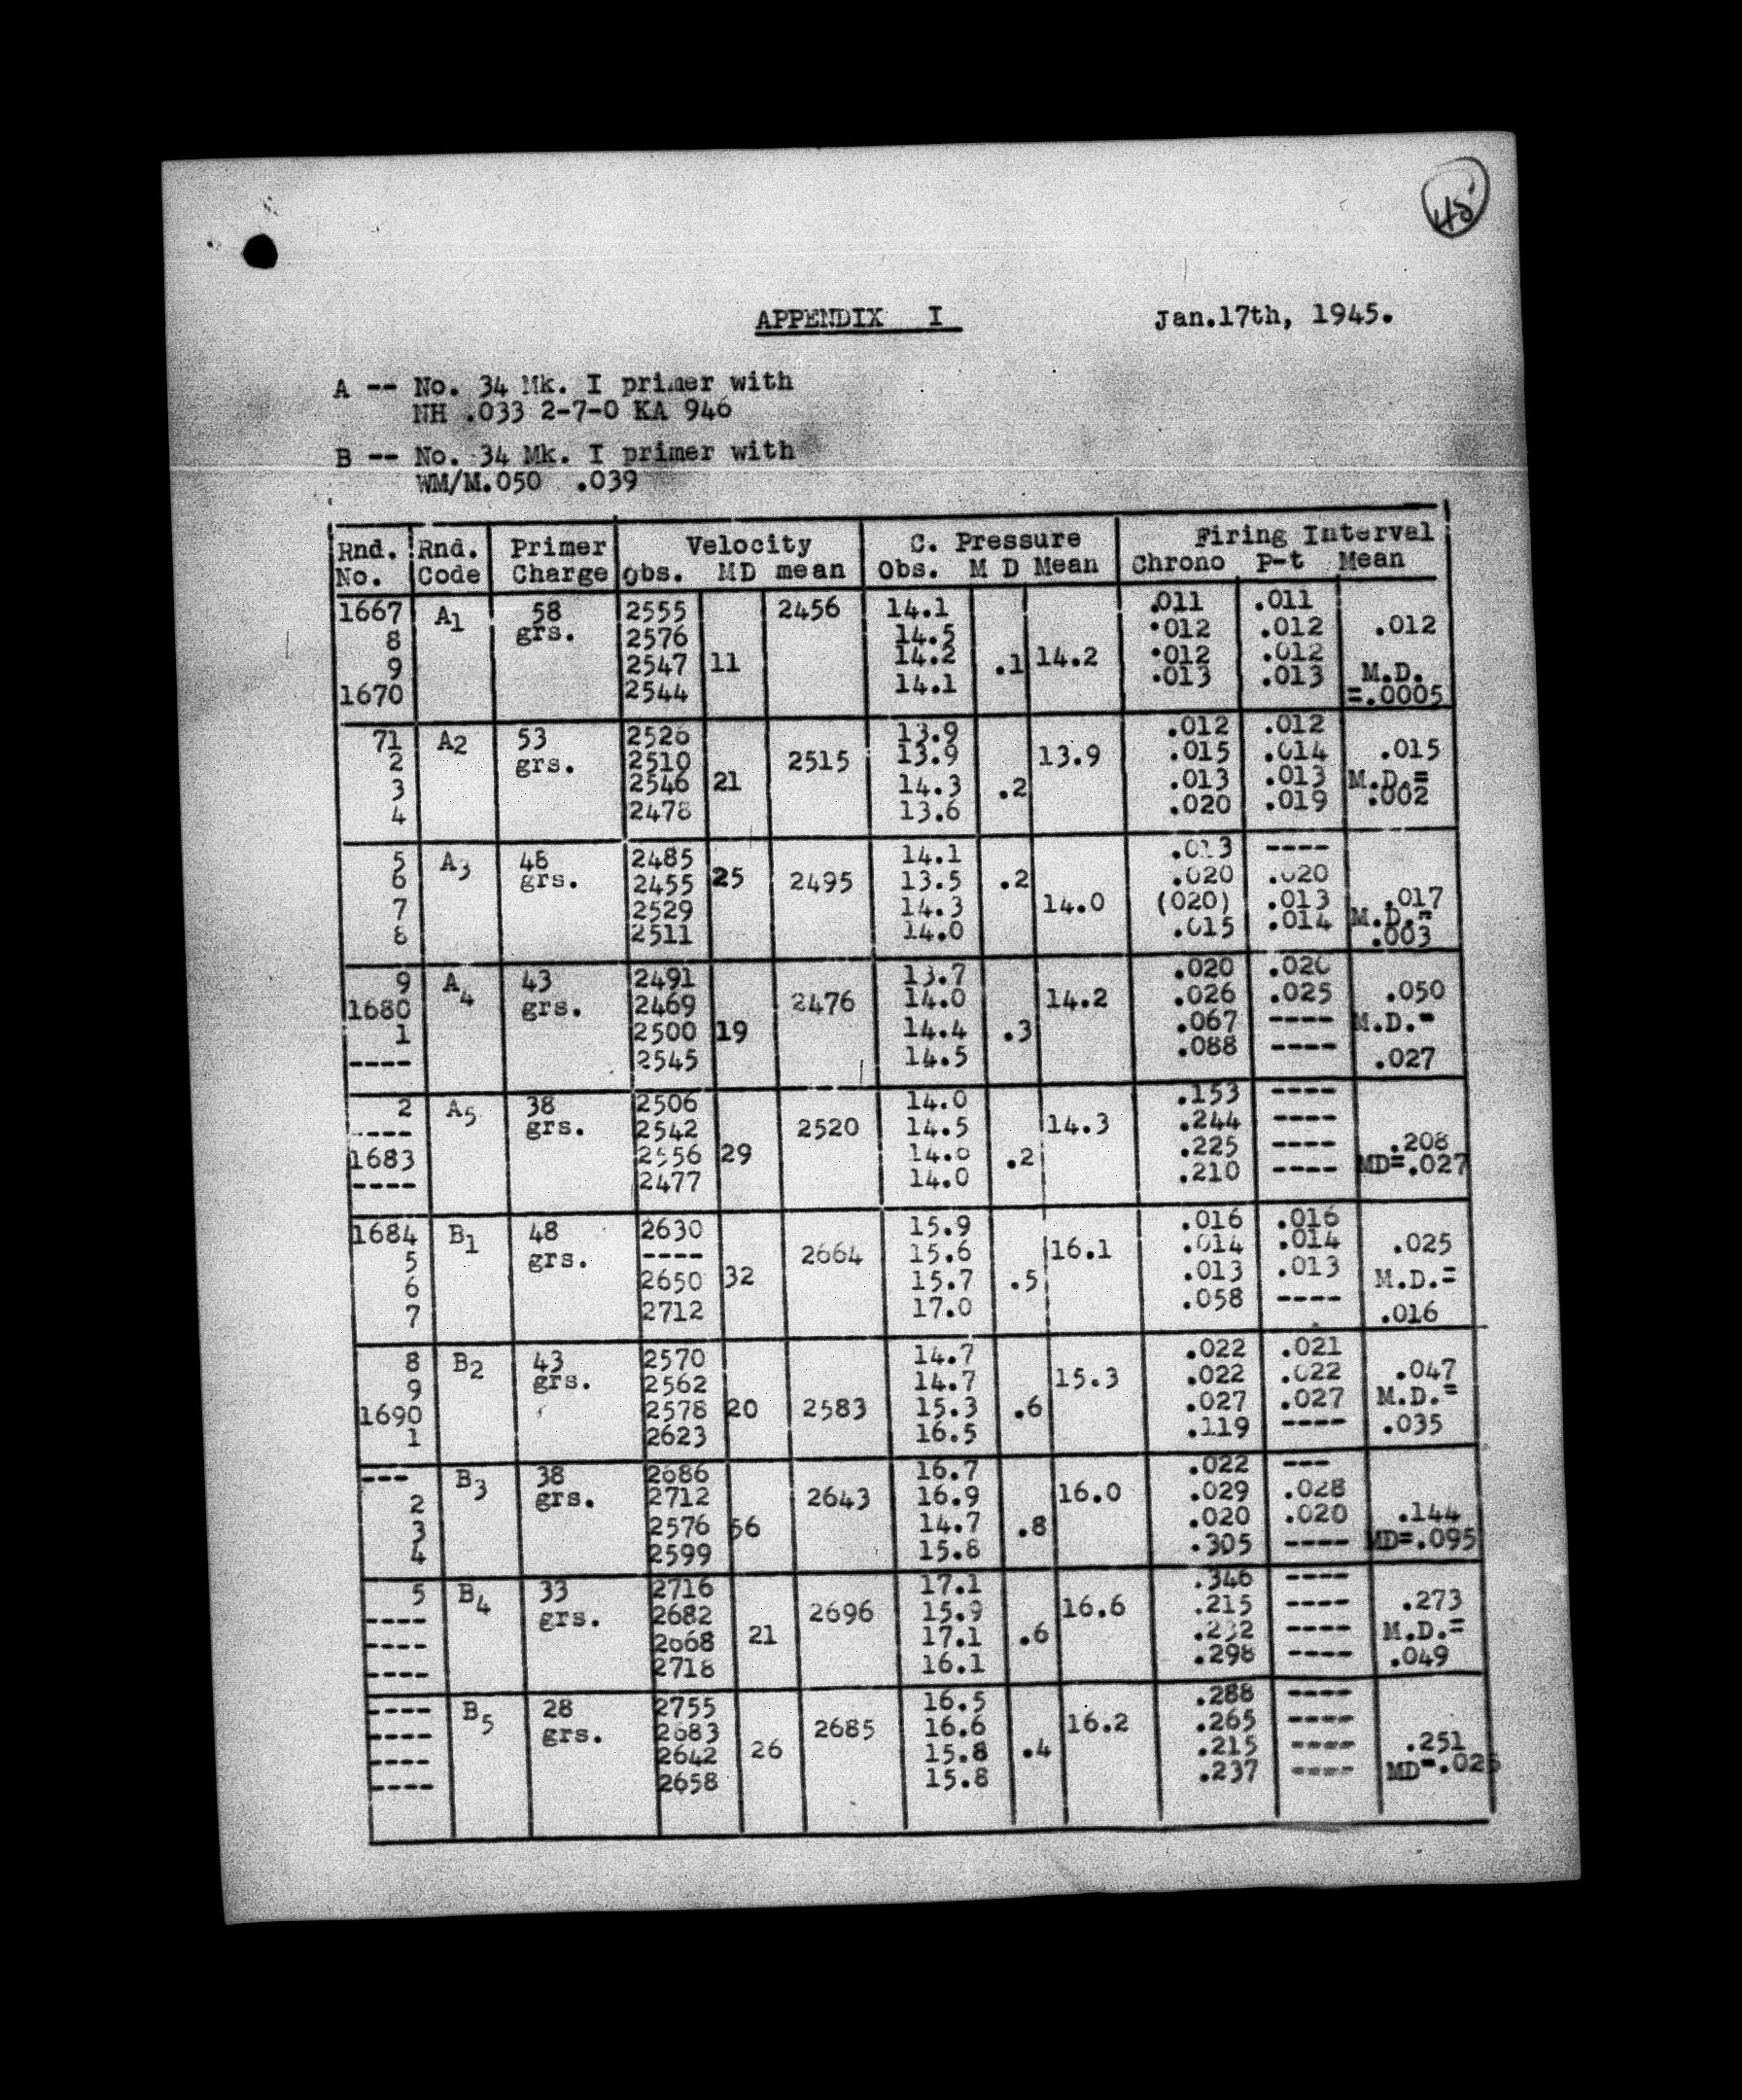 45
APPENDIX I Jan.17th, 1945.
A -- No. 34 Mk. I primer with
NH .033 2-7-0 KA 946
B -- No. 34 Mk. I primer with
WM/M.050 .039
Rnd. Rnd. Primer Velocity C. Pressure Firing Interval
No. Code Charge Obs. MD mean Obs. M D Mean Chrono P-t Mean
1667 A1 58 2555 2456 14.1 .011 .011
8 grs. 2576 14.5 .012 .012 .012
9 2547 11 14.2 .1 14.2 .012 .012 M.D.
1670 2544 14.1 .013 .013 =.0005
71 A2 53 2526 13.9 .012 .012
2 grs. 2510 2515 13.9 13.9 .015 .014 .015
3 2546 21 14.3 .2 .013 .013 M.D.=
4 2478 13.6 .020 .019 .002
5 A3 48 2485 14.1 .013 ----
6 grs. 2455 25 2495 13.5 .2 .020 .020
7 2529 14.3 14.0 (020) .013 .017
8 2511 14.0 .015 .014 M.D.=
.003
9 A4 43 2491 13.7 .020 .020
1680 grs. 2469 2476 14.0 14.2 .026 .025 .050
1 2500 19 14.4 .3 .067 ---- M.D.=
---- 2545 14.5 .088 ---- .027
2 A5 38 2506 14.0 .153 ----
---- grs. 2542 2520 14.5 14.3 .244 ----
1683 2556 29 .2 .225 ---- .208
---- 2477 14.0 .210 ---- MD=.027
1684 B1 48 2630 15.9 .016 .016
5 grs. ---- 2664 15.6 16.1 .014 .014 .025
6 2650 32 15.7 .5 .013 .013 M.D.=
7 2712 17.0 .058 ---- .016
8 B2 43 2570 14.7 .022 .021
9 grs. 2562 14.7 15.3 .022 .022 .047
1690 2578 20 2583 15.3 .6 .027 .027 M.D.=
1 2623 16.5 .119 ---- .035
--- B3 38 2686 16.7 .022 ---
2 grs. 2712 2643 16.9 16.0 .029 .028
3 2576 56 14.7 .8 .020 .020 .144
4 2599 15.8 .305 ---- MD=.095
5 B4 33 2716 17.1 .346 ----
---- grs. 2682 2696 15.9 16.6 .215 ---- .273
---- 2668 21 17.1 .6 .232 ---- M.D.=
---- 2718 16.1 .298 ---- .049
---- B5 28 2755 16.5 .288 ----
---- grs. 2683 2685 16.6 16.2 .265 ----
---- 2642 26 15.8 .4 .215 ---- .251
---- 2658 15.8 .237 ----